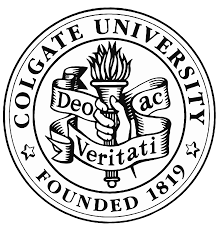 COLGATE UNIVERSITY
Deo ac
Veritati
FOUNDED 1819